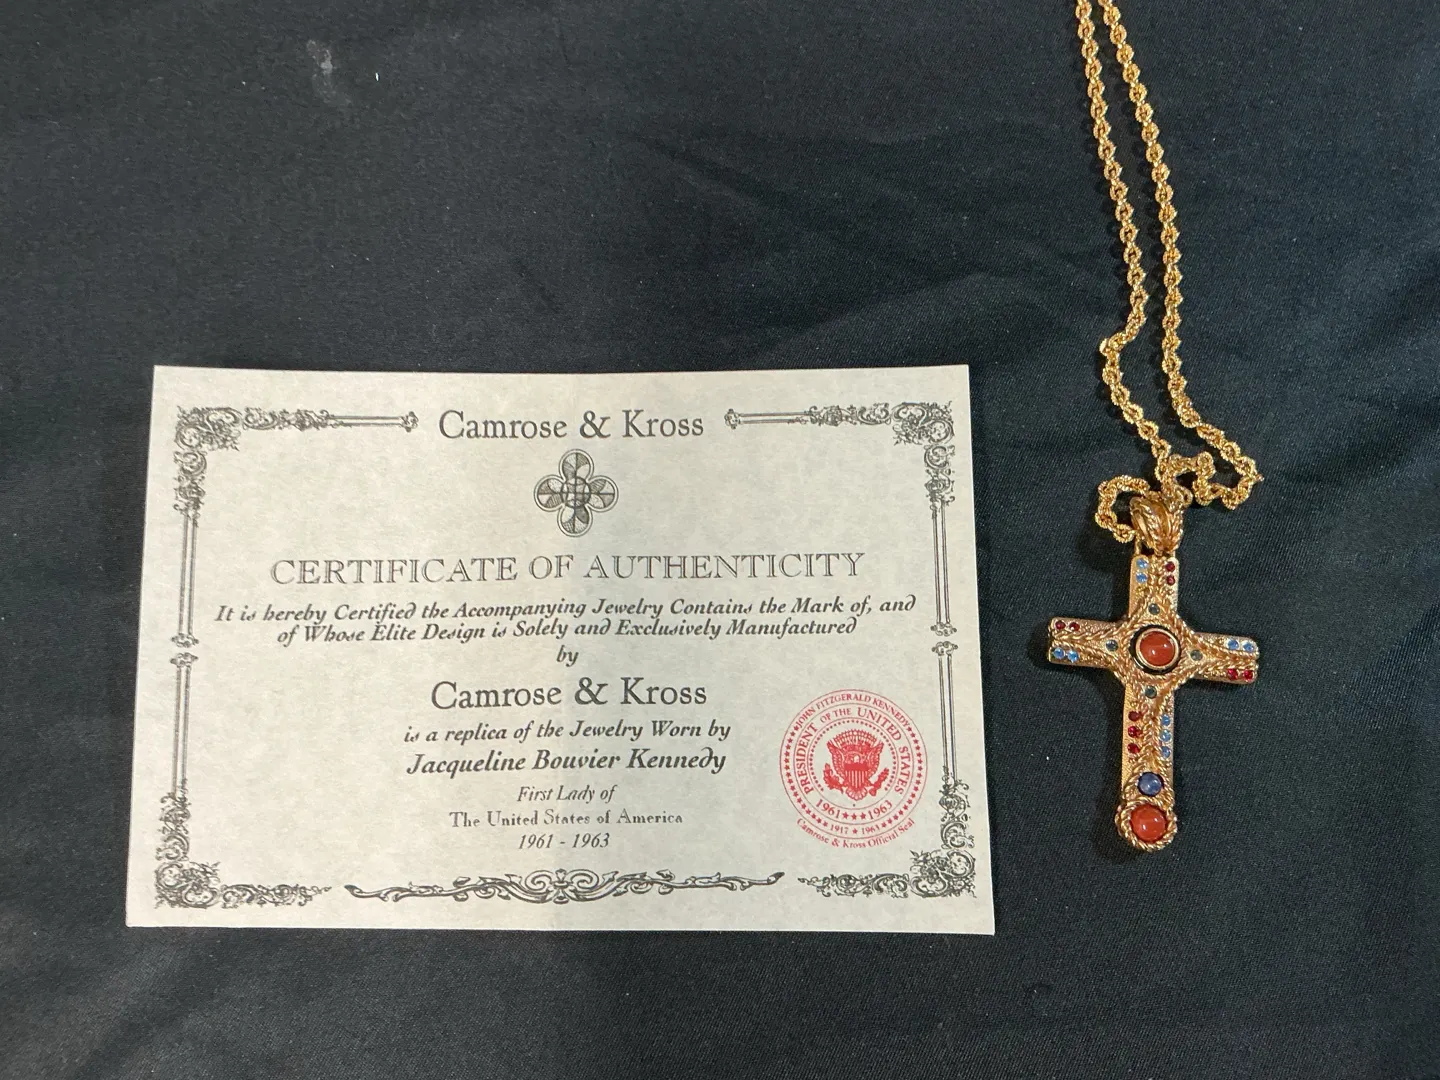 Camrose & Kross
CERTIFICATE OF AUTHENTICITY
It is hereby Certified the Accompanying Jewelry Contains the Mark of, and
of Whose Elite Design is Solely and Exclusively Manufactured
by
Camrose & Kross
is a replica of the Jewelry Worn by
Jacqueline Bouvier Kennedy
First Lady of
The United States of America
1961 - 1963
JOHN FITZGERALD KENNEDY
PRESIDENT OF THE UNITED STATES
1961 ★★★ 1963
1917 ★ 1963
Camrose & Kross Official Seal